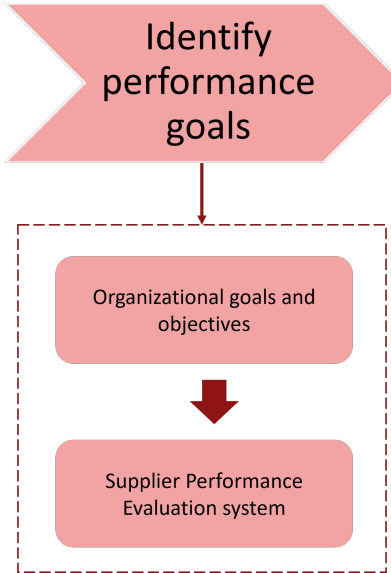 Identify
performance
goals
Organizational goals and
objectives
Supplier Performance
Evaluation system